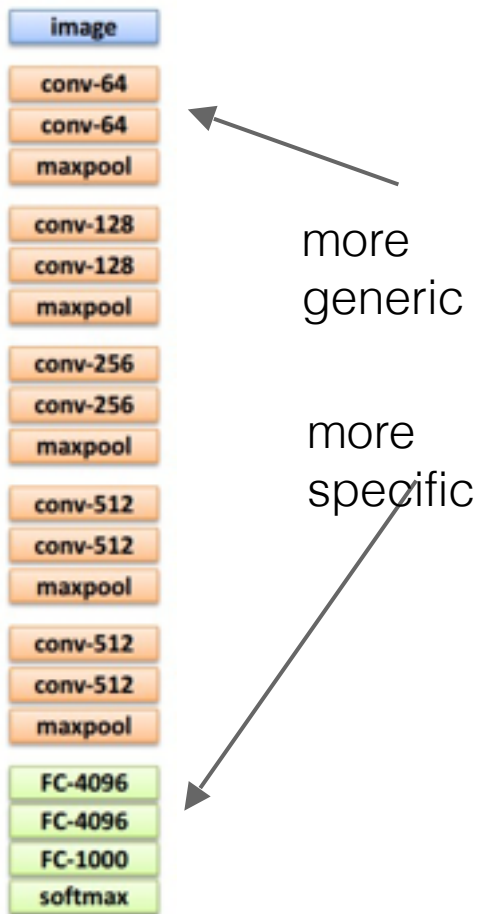 image
conv-64
conv-64
maxpool
conv-128
conv-128
maxpool
conv-256
conv-256
maxpool
conv-512
conv-512
maxpool
conv-512
conv-512
maxpool
FC-4096
FC-4096
FC-1000
softmax
more
generic
more
specific